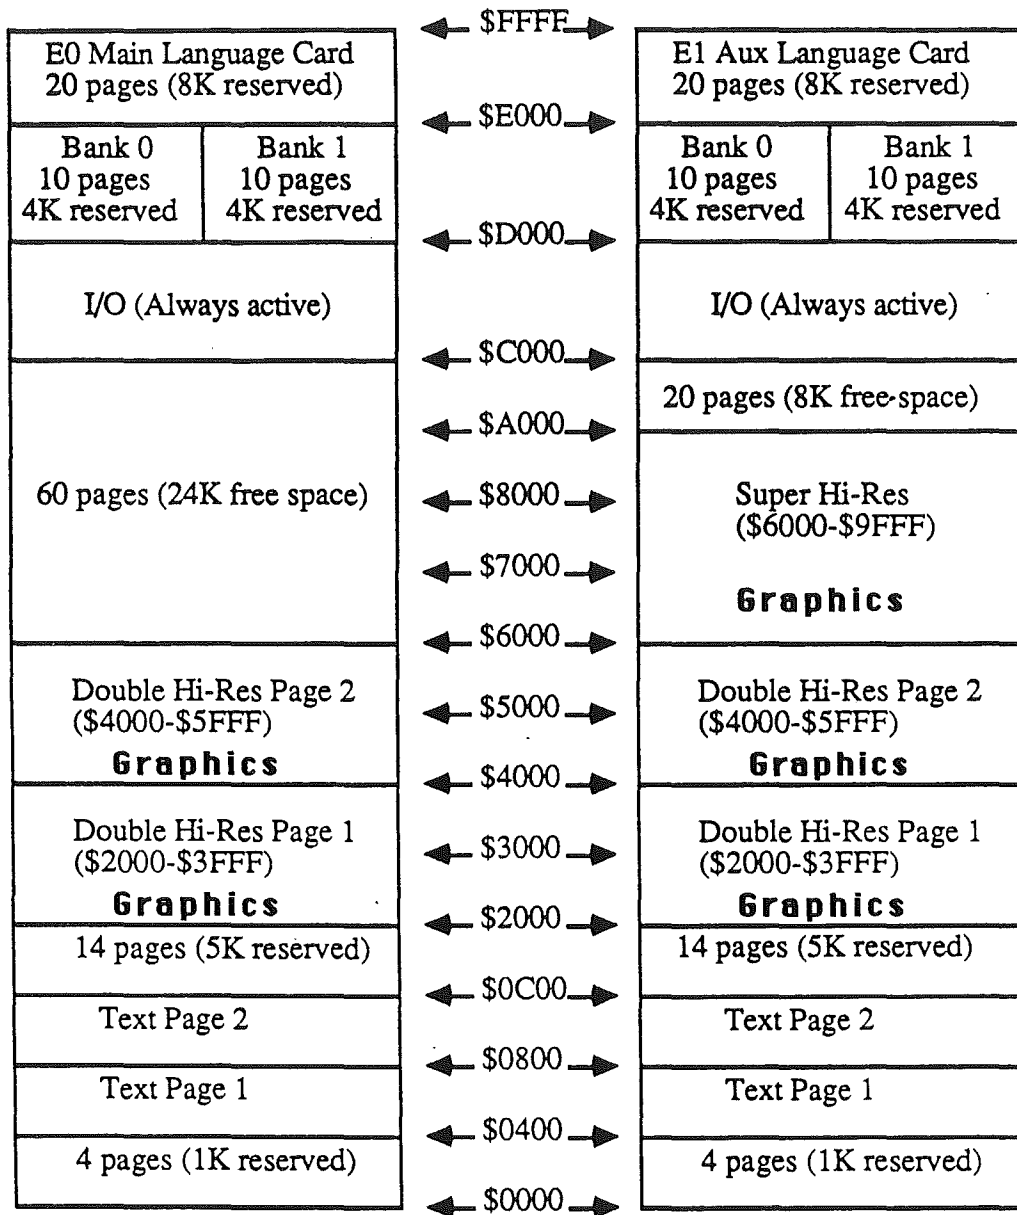 $FFFF
E0 Main Language Card
20 pages (8K reserved)
E1 Aux Language Card
20 pages (8K reserved)
$E000
Bank 0
10 pages
4K reserved
Bank 1
10 pages
4K reserved
Bank 0
10 pages
4K reserved
Bank 1
10 pages
4K reserved
$D000
I/O (Always active)
I/O (Always active)
$C000
20 pages (8K free-space)
$A000
60 pages (24K free space)
$8000
Super Hi-Res
($6000-$9FFF)
$7000
Graphics
$6000
Double Hi-Res Page 2
($4000-$5FFF)
Graphics
$5000
Double Hi-Res Page 2
($4000-$5FFF)
Graphics
$4000
Double Hi-Res Page 1
($2000-$3FFF)
Graphics
$3000
Double Hi-Res Page 1
($2000-$3FFF)
Graphics
$2000
14 pages (5K reserved)
14 pages (5K reserved)
$0C00
Text Page 2
Text Page 2
$0800
Text Page 1
Text Page 1
$0400
4 pages (1K reserved)
4 pages (1K reserved)
$0000